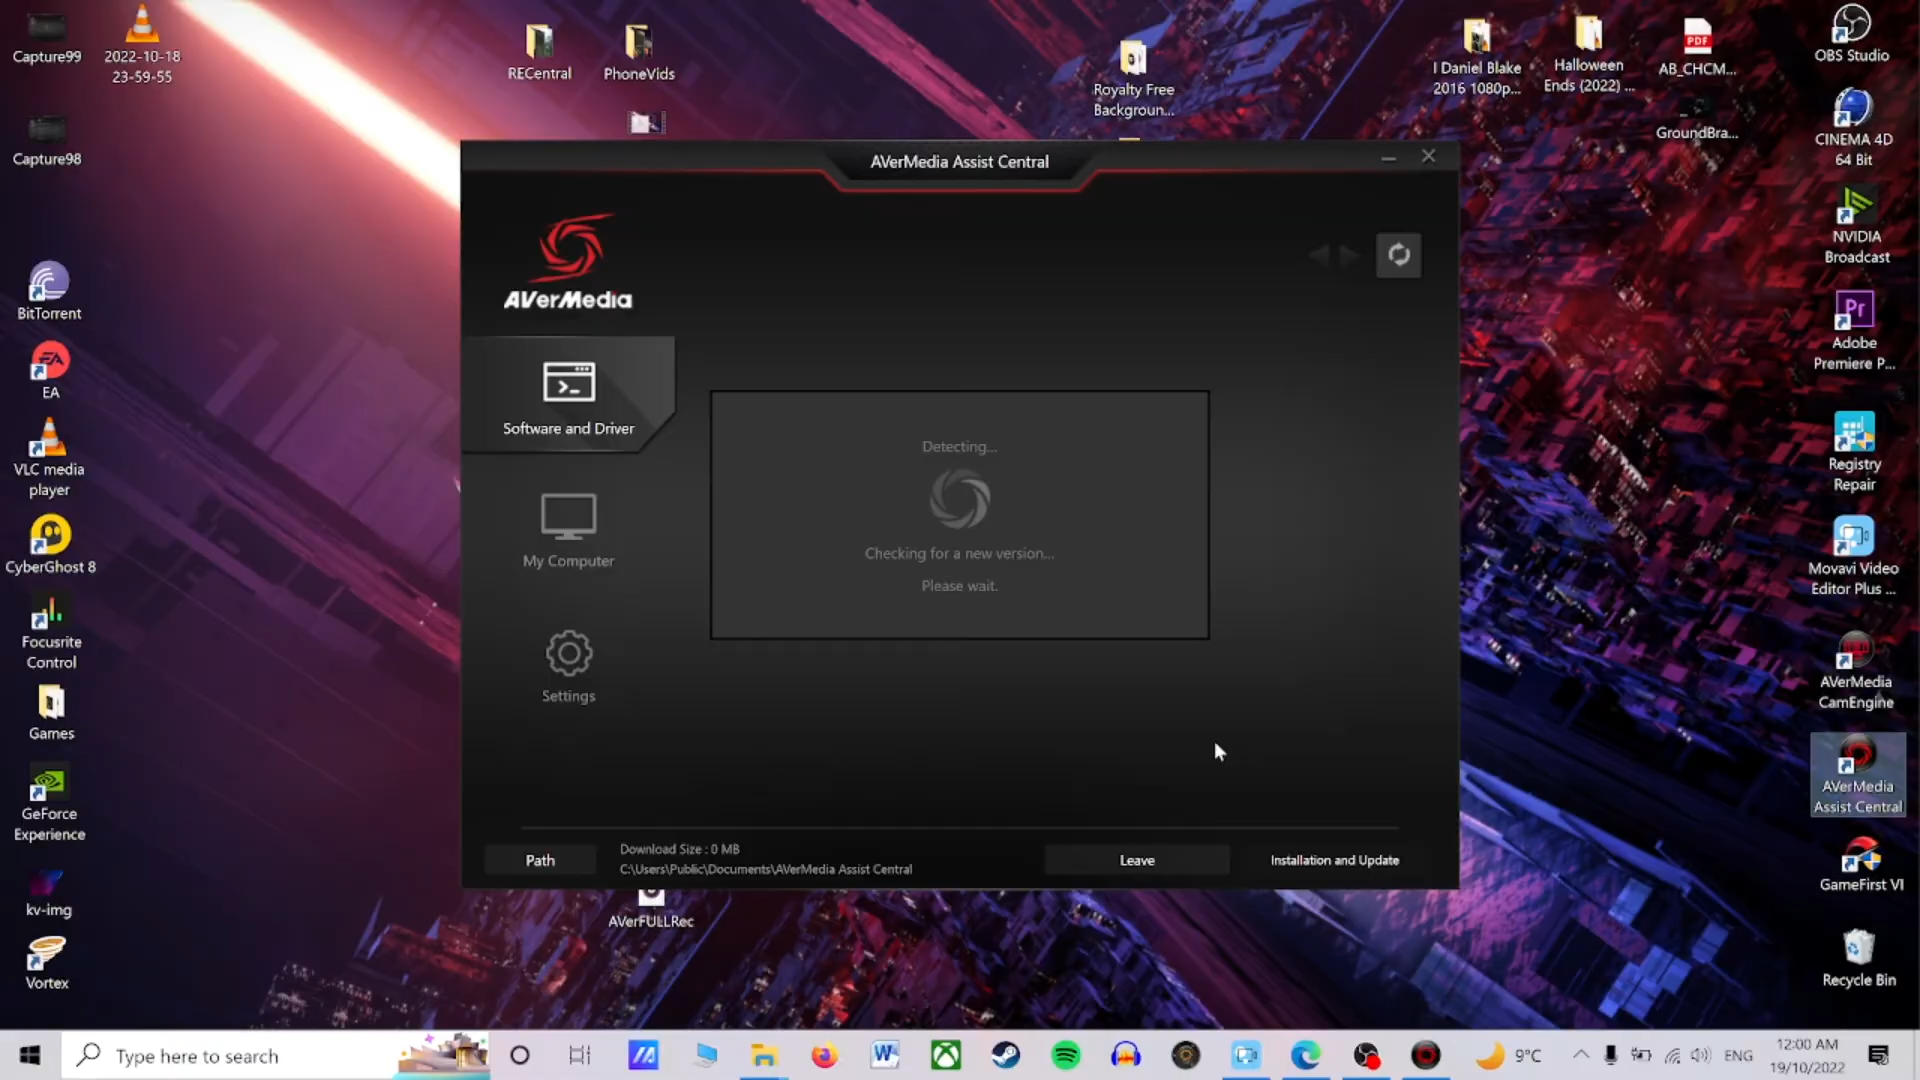 Capture99
2022-10-18
23-59-55
RECentral
PhoneVids
Royalty Free
Backgroun...
I Daniel Blake
2016 1080p...
Halloween
Ends (2022) ...
PDF
AB_CHCM...
OBS Studio
Capture98
GroundBra...
CINEMA 4D
64 Bit
AVerMedia Assist Central
AVerMedia
NVIDIA
Broadcast
BitTorrent
EA
EA
Pr
Adobe
Premiere P...
Software and Driver
Detecting...
Checking for a new version...
Please wait.
VLC media
player
Registry
Repair
My Computer
CyberGhost 8
Movavi Video
Editor Plus ...
Focusrite
Control
Settings
AVerMedia
CamEngine
Games
AVerMedia
Assist Central
GeForce
Experience
Path
Download Size : 0 MB
C:\Users\Public\Documents\AVerMedia Assist Central
Leave
Installation and Update
GameFirst VI
kv-img
AVerFULLRec
Vortex
Recycle Bin
Type here to search
W
9°C
ENG
12:00 AM
19/10/2022